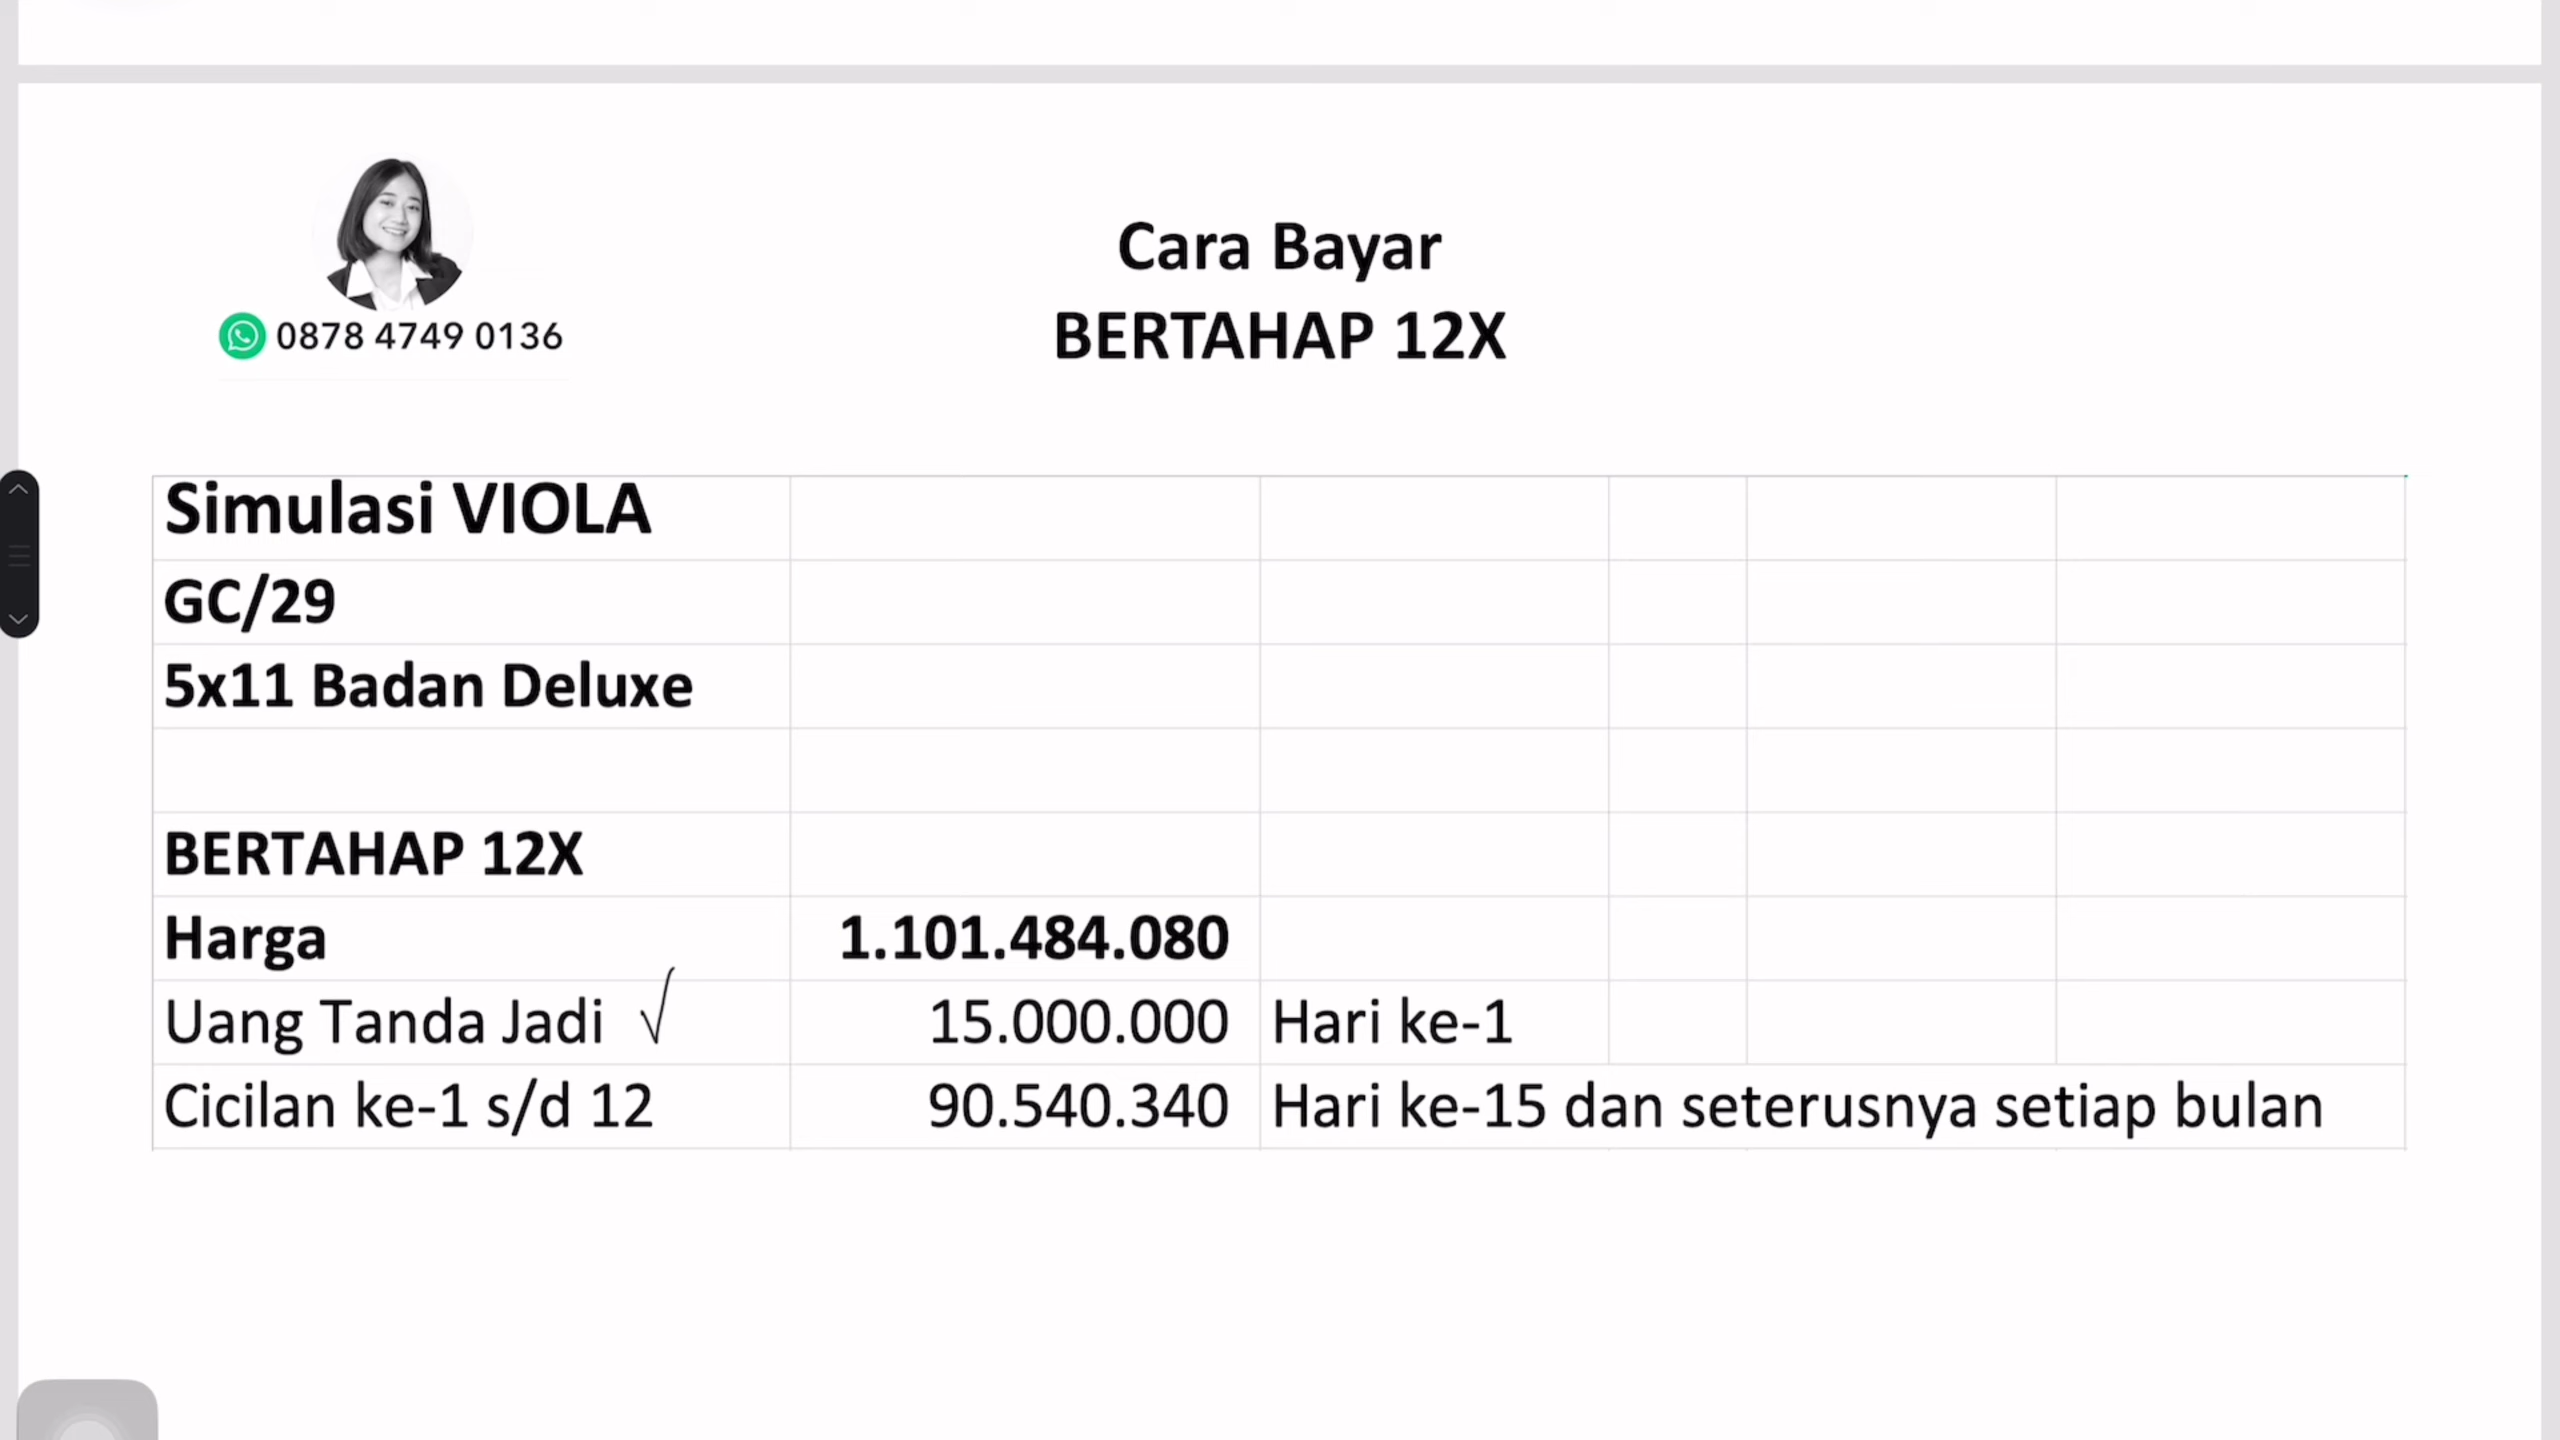 0878 4749 0136
Cara Bayar
BERTAHAP 12X
Simulasi VIOLA
GC/29
5x11 Badan Deluxe
BERTAHAP 12X
Harga 1.101.484.080
Uang Tanda Jadi √ 15.000.000 Hari ke-1
Cicilan ke-1 s/d 12 90.540.340 Hari ke-15 dan seterusnya setiap bulan